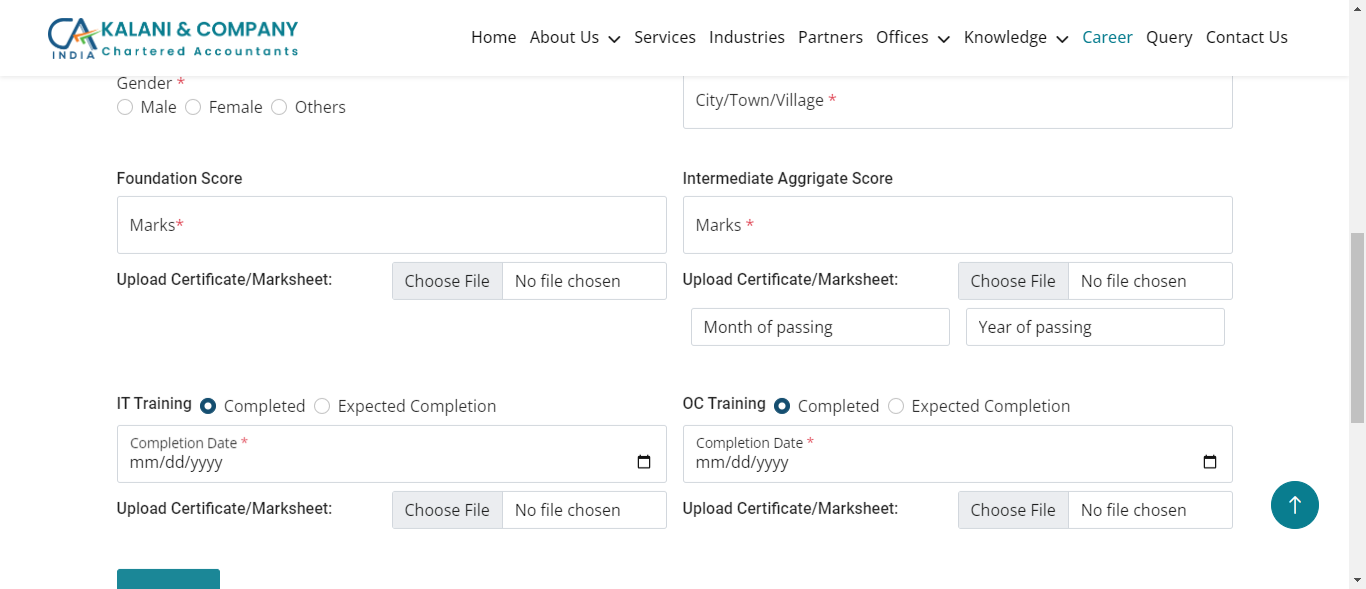 KALANI & COMPANY
Chartered Accountants
INDIA
Home About Us Services Industries Partners Offices Knowledge Career Query Contact Us
Gender *
Male Female Others
City/Town/Village *
Foundation Score
Marks*
Upload Certificate/Marksheet: Choose File No file chosen
Intermediate Aggrigate Score
Marks *
Upload Certificate/Marksheet: Choose File No file chosen
Month of passing Year of passing
IT Training Completed Expected Completion
Completion Date *
mm/dd/yyyy
Upload Certificate/Marksheet: Choose File No file chosen
OC Training Completed Expected Completion
Completion Date *
mm/dd/yyyy
Upload Certificate/Marksheet: Choose File No file chosen